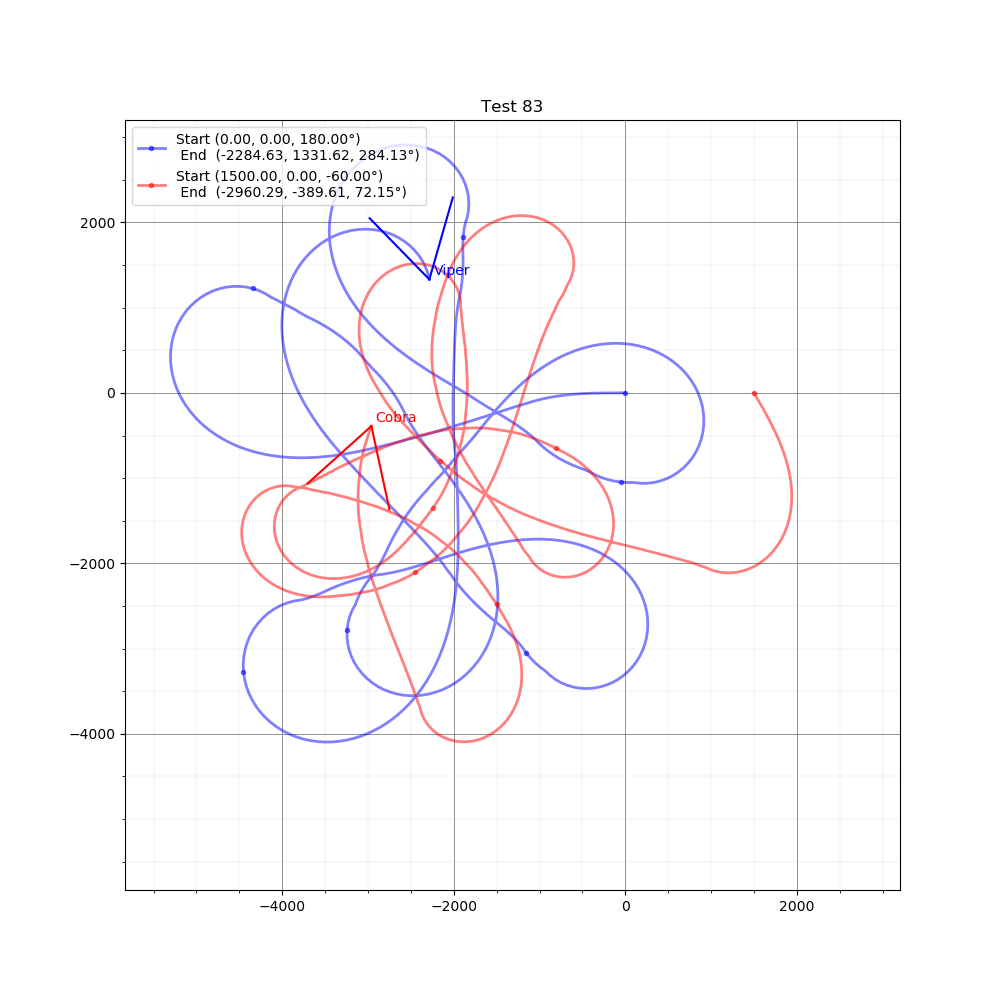 Test 83
Start (0.00, 0.00, 180.00°)
End (-2284.63, 1331.62, 284.13°)
Start (1500.00, 0.00, -60.00°)
End (-2960.29, -389.61, 72.15°)
2000
Viper
0
Cobra
−2000
−4000
−4000
−2000
0
2000